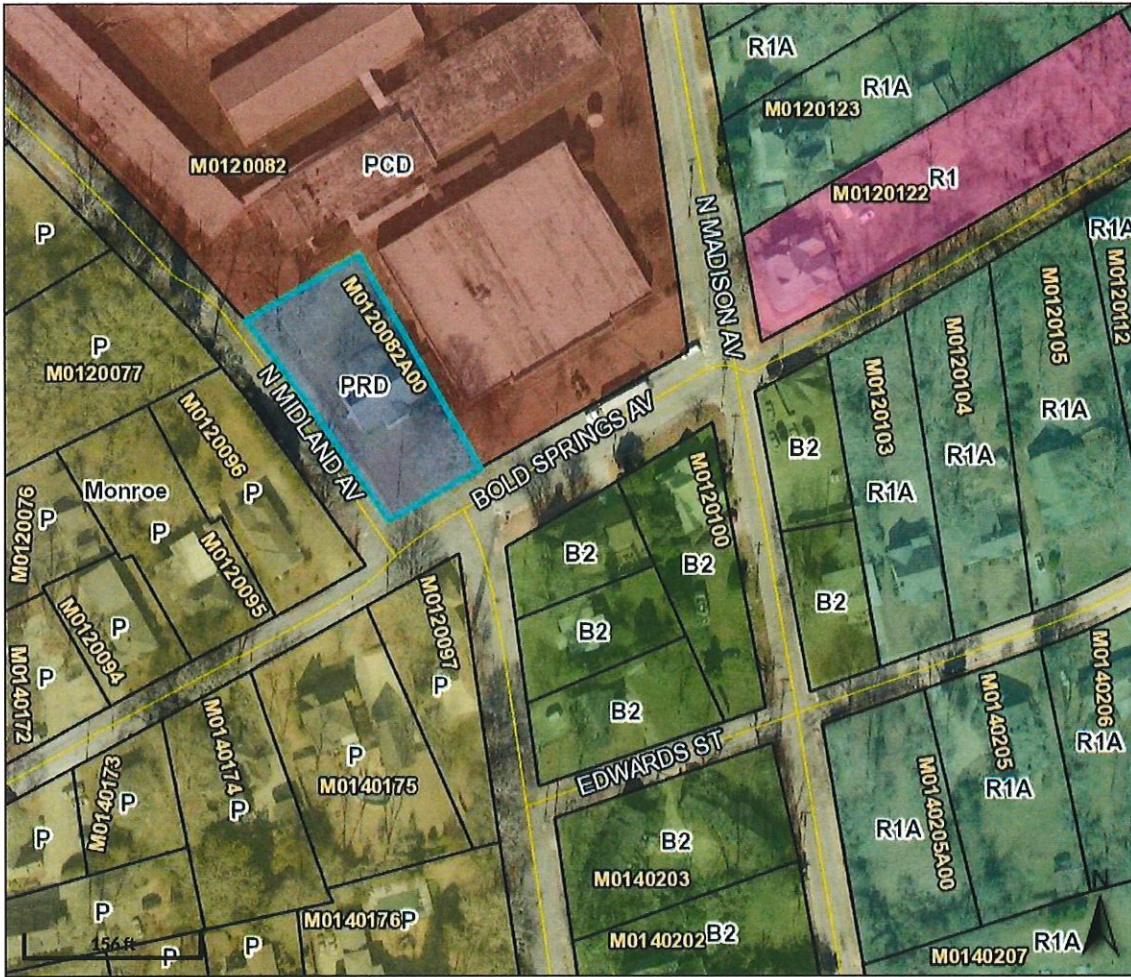 R1A
R1A
M0120123
M0120082
PCD
R1
M0120122
N MADISON AV
R1A
P
M0120082A00
M0120105
M0120112
P
M0120077
PRD
N MIDLAND AV
M0120104
R1A
BOLD SPRINGS AV
M0120103
B2
R1A
M0120096
P
Monroe
M0120076
P
P
M0120095
M0120100
R1A
B2
B2
B2
B2
M0120094
P
M0120097
P
P
M0140172
B2
M0140206
M0140205
R1A
EDWARDS ST
M0140174
M0140173
P
P
P
M0140175
P
R1A
M0140205A00
R1A
B2
M0140203
P
M0140176
P
P
P
156 ft
M0140202
B2
N
M0140207
R1A